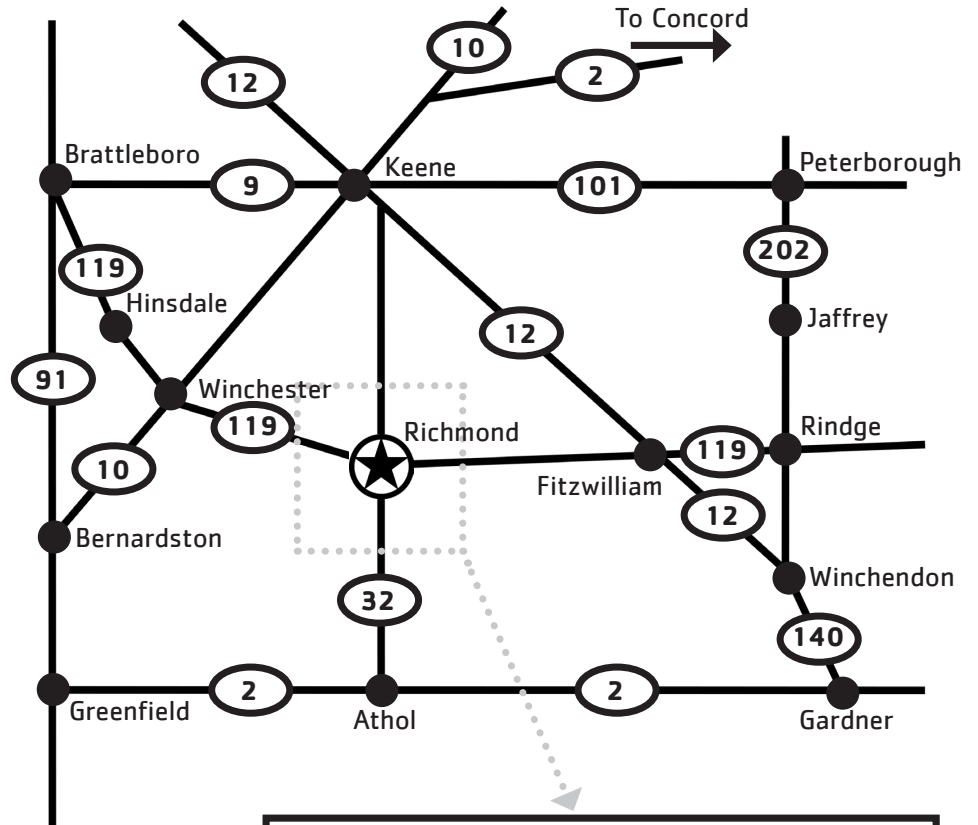 To Concord
10
2
12
Brattleboro
Keene
Peterborough
9
101
202
119
Hinsdale
Jaffrey
12
91
Winchester
119
Richmond
Rindge
119
Fitzwilliam
10
12
Bernardston
Winchendon
32
140
2
2
Greenfield
Athol
Gardner